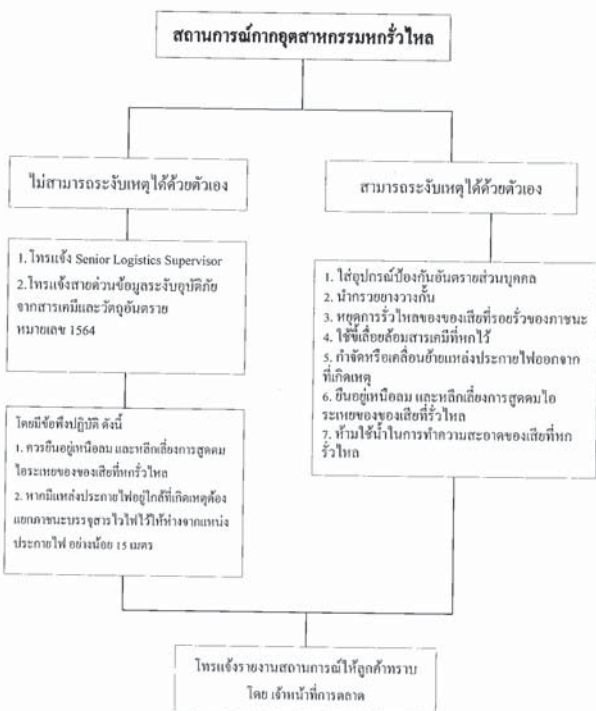 สถานการณ์กากอุตสาหกรรมหกรั่วไหล
ไม่สามารถระงับเหตุได้ด้วยตัวเอง
สามารถระงับเหตุได้ด้วยตัวเอง
1. โทรแจ้ง Senior Logistics Supervisor
2.โทรแจ้งสายด่วนข้อมูลระงับอุบัติภัย
จากสารเคมีและวัตถุอันตราย
หมายเลข 1564
โดยมีข้อพึงปฏิบัติ ดังนี้
1. ควรยืนอยู่เหนือลม และหลีกเลี่ยงการสูดดม
ไอระเหยของของเสียที่หกรั่วไหล
2. หากมีแหล่งประกายไฟอยู่ใกล้ที่เกิดเหตุต้อง
แยกภาชนะบรรจุสารไวไฟไว้ให้ห่างจากแหน่ง
ประกายไฟ อย่างน้อย 15 เมตร
1. ใส่อุปกรณ์ป้องกันอันตรายส่วนบุคคล
2. นำกรวยยางวางกั้น
3. หยุดการรั่วไหลของของเสียที่รอยรั่วของภาชนะ
4. ใช้ขี้เลื่อยล้อมสารเคมีที่หกไว้
5. กำจัดหรือเคลื่อนย้ายแหล่งประกายไฟออกจาก
ที่เกิดเหตุ
6. ยืนอยู่เหนือลม และหลีกเลี่ยงการสูดดมไอ
ระเหยของของเสียที่รั่วไหล
7. ห้ามใช้น้ำในการทำความสะอาดของเสียที่หก
รั่วไหล
โทรแจ้งรายงานสถานการณ์ให้ลูกค้าทราบ
โดย เจ้าหน้าที่การตลาด